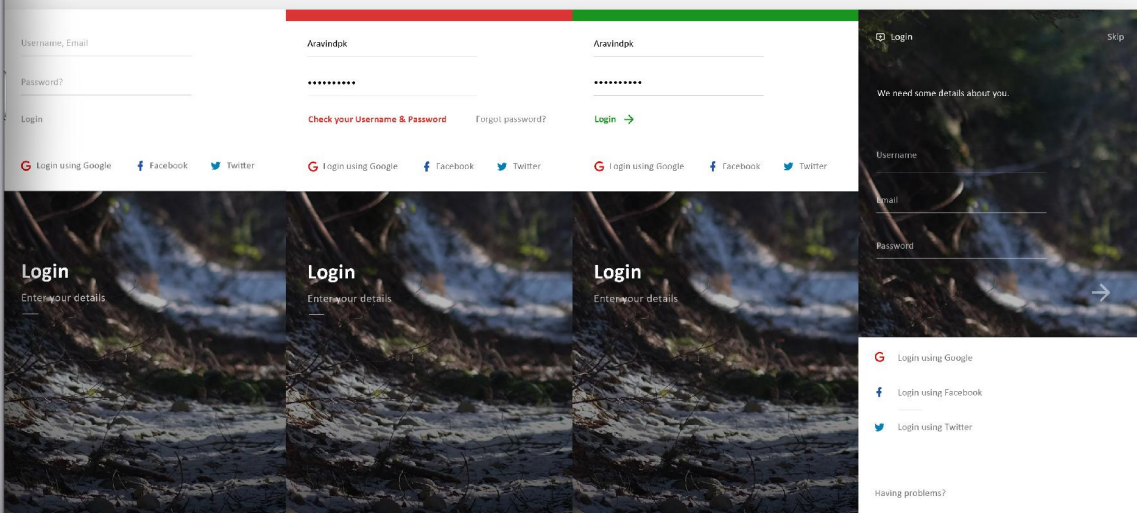 Username, Email
Password?
Login
Login using Google
Facebook
Twitter
Login
Enter your details
Aravindpk
••••••••••
Check your Username & Password
Forgot password?
Login using Google
Facebook
Twitter
Login
Enter your details
Aravindpk
••••••••••
Login
Login using Google
Facebook
Twitter
Login
Enter your details
Login
Skip
We need some details about you.
Username
Email
Password
Login using Google
Login using Facebook
Login using Twitter
Having problems?